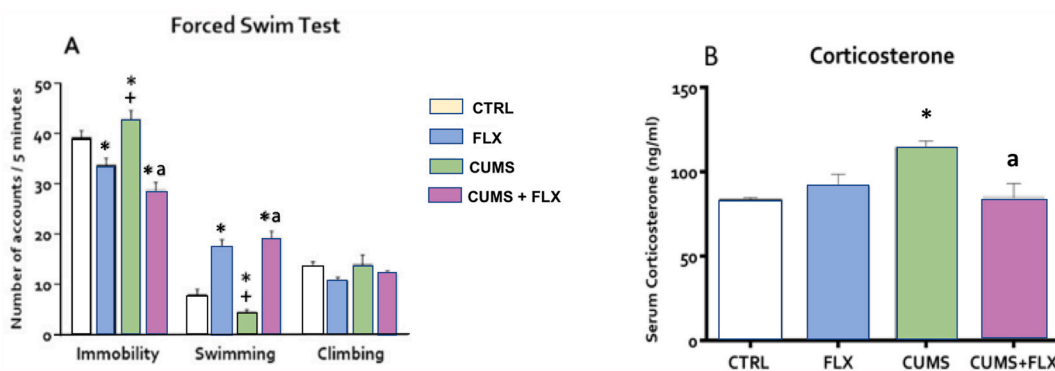 Forced Swim Test
A
Number of accounts / 5 minutes
50
40
30
20
10
0
*
*
+
* a
*
*
+
* a
Immobility Swimming Climbing
CTRL
FLX
CUMS
CUMS + FLX
B
Corticosterone
Serum Corticosterone (ng/ml)
150
100
50
0
*
a
CTRL FLX CUMS CUMS+FLX